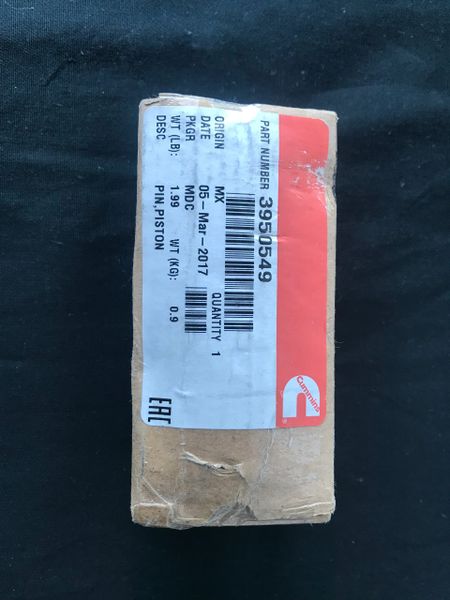 PART NUMBER 3950549
ORIGIN MX
DATE 05-Mar-2017 QUANTITY 1
PKGR MDC
WT (LB): 1.99 WT (KG): 0.9
DESC PIN,PISTON
EAC
Cummins
®